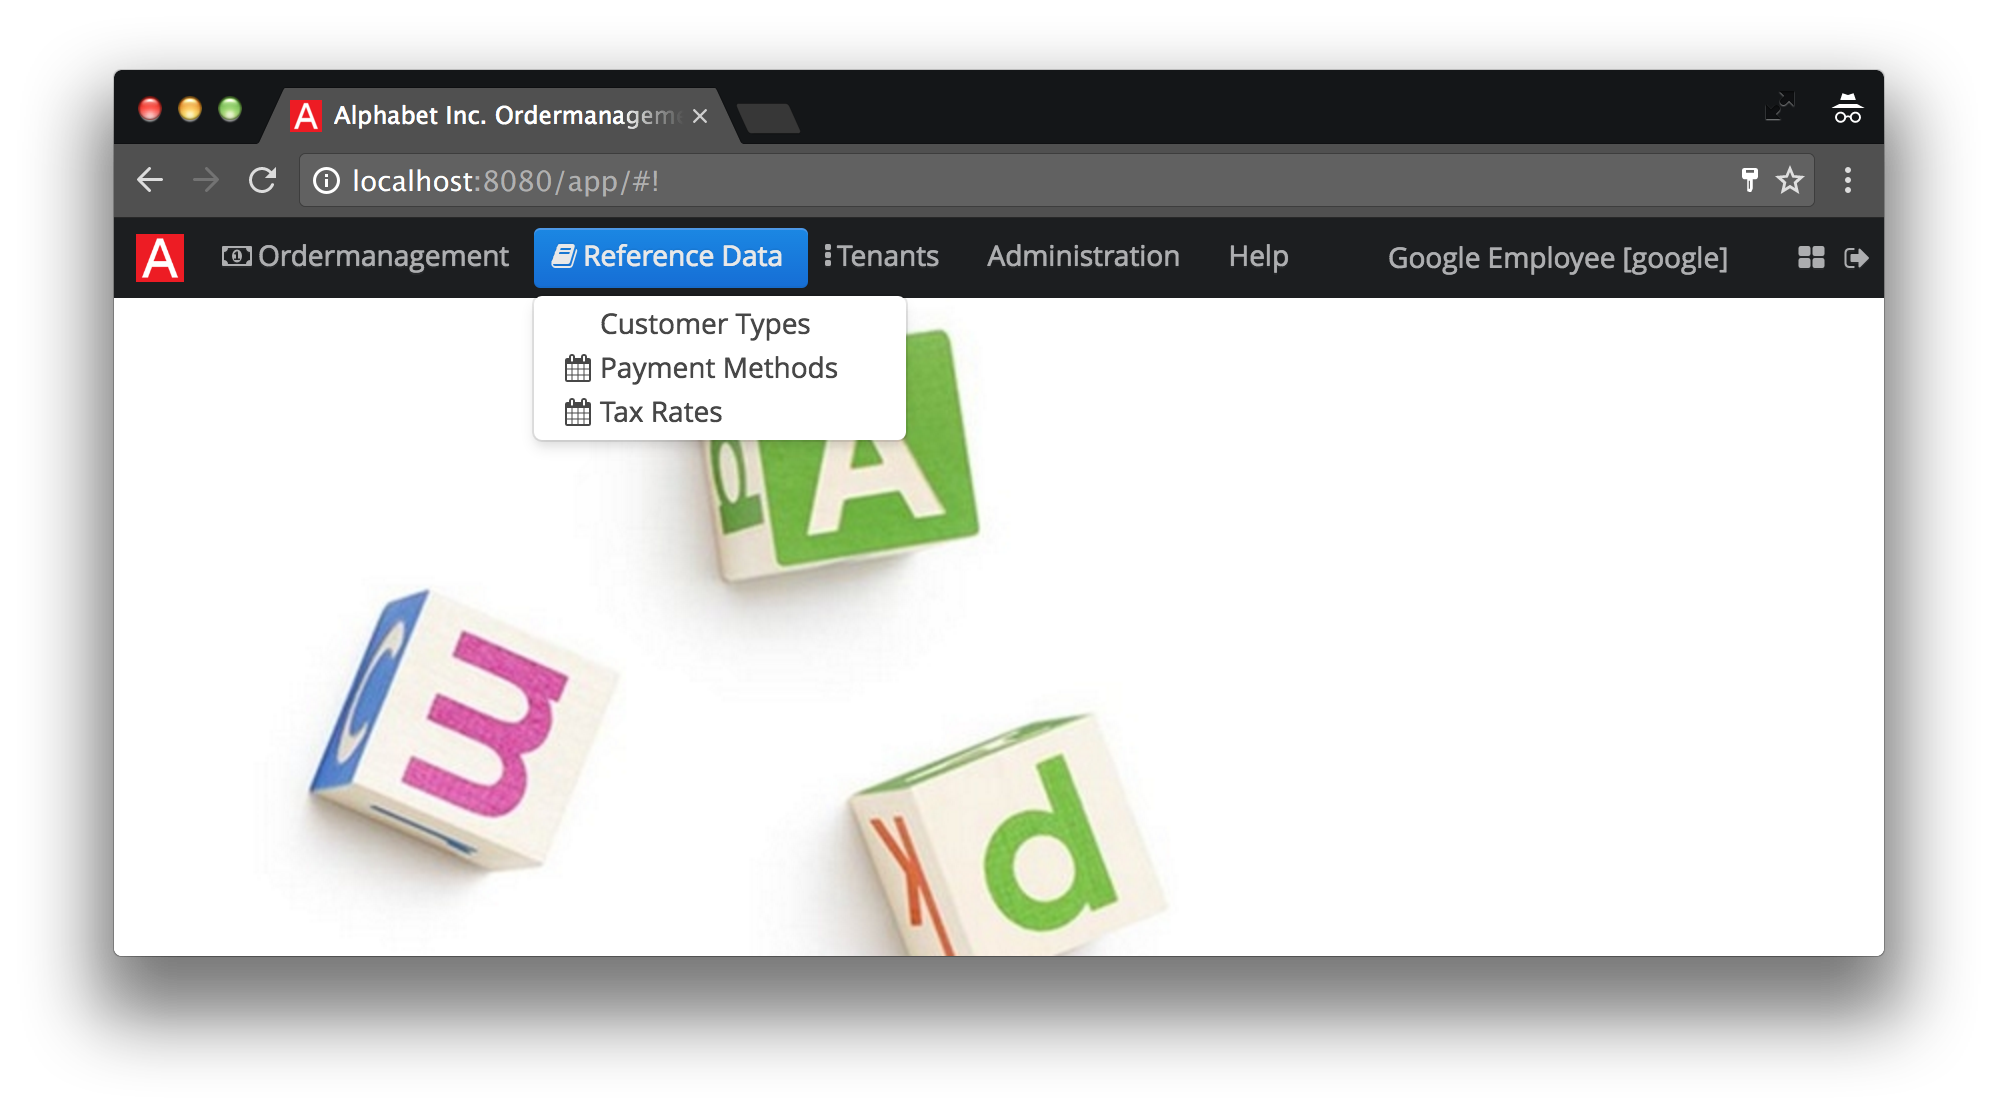 A Alphabet Inc. Ordermanageme
localhost:8080/app/#!
A Ordermanagement Reference Data Tenants Administration Help Google Employee [google]
Customer Types
Payment Methods
Tax Rates
A
m
C
d